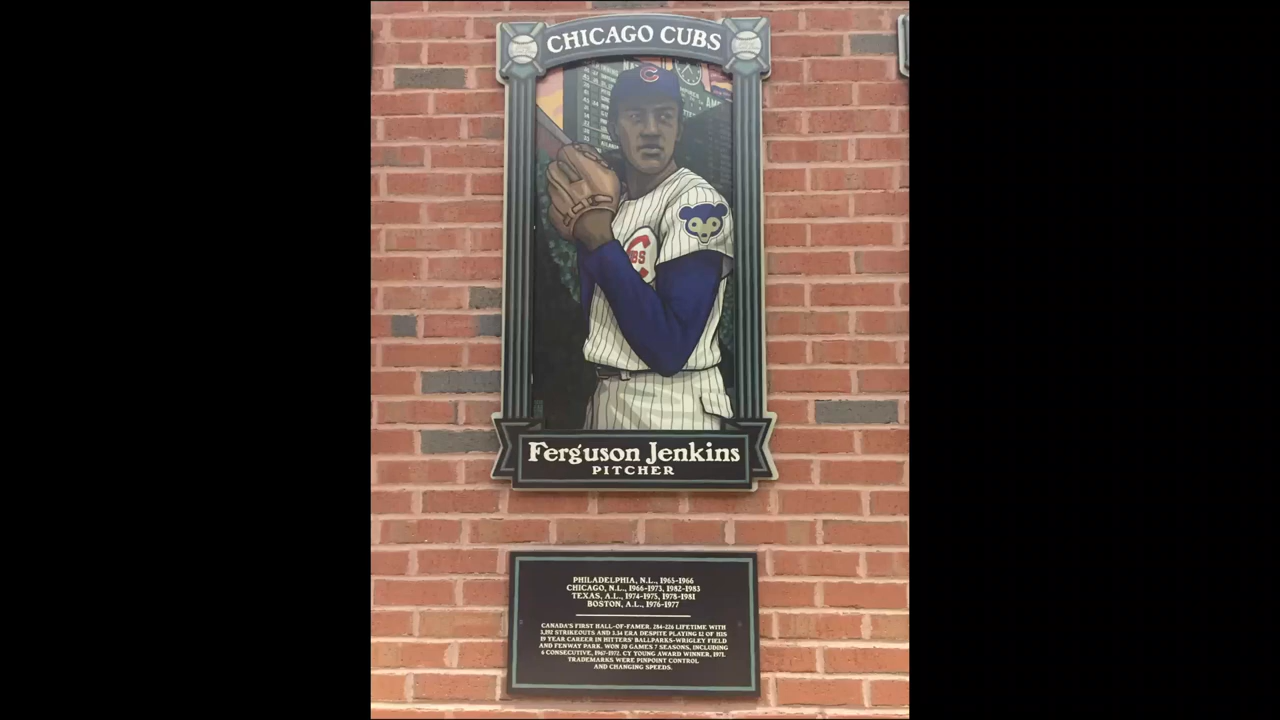 CHICAGO CUBS
C
CUBS
Ferguson Jenkins
PITCHER
PHILADELPHIA, N.L., 1965-1966
CHICAGO, N.L., 1966-1973, 1982-1983
TEXAS, A.L., 1974-1975, 1978-1981
BOSTON, A.L., 1976-1977
CANADA'S FIRST HALL-OF-FAMER. 284-226 LIFETIME WITH
3,192 STRIKEOUTS AND 3.34 ERA DESPITE PLAYING 12 OF HIS
19 YEAR CAREER IN HITTERS' BALLPARKS-WRIGLEY FIELD
AND FENWAY PARK. WON 20 GAMES 7 SEASONS, INCLUDING
6 CONSECUTIVE, 1967-1972. CY YOUNG AWARD WINNER, 1971.
TRADEMARKS WERE PINPOINT CONTROL
AND CHANGING SPEEDS.